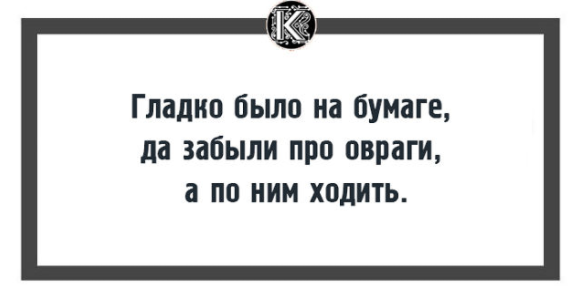 К
Гладко было на бумаге,
да забыли про овраги,
а по ним ходить.